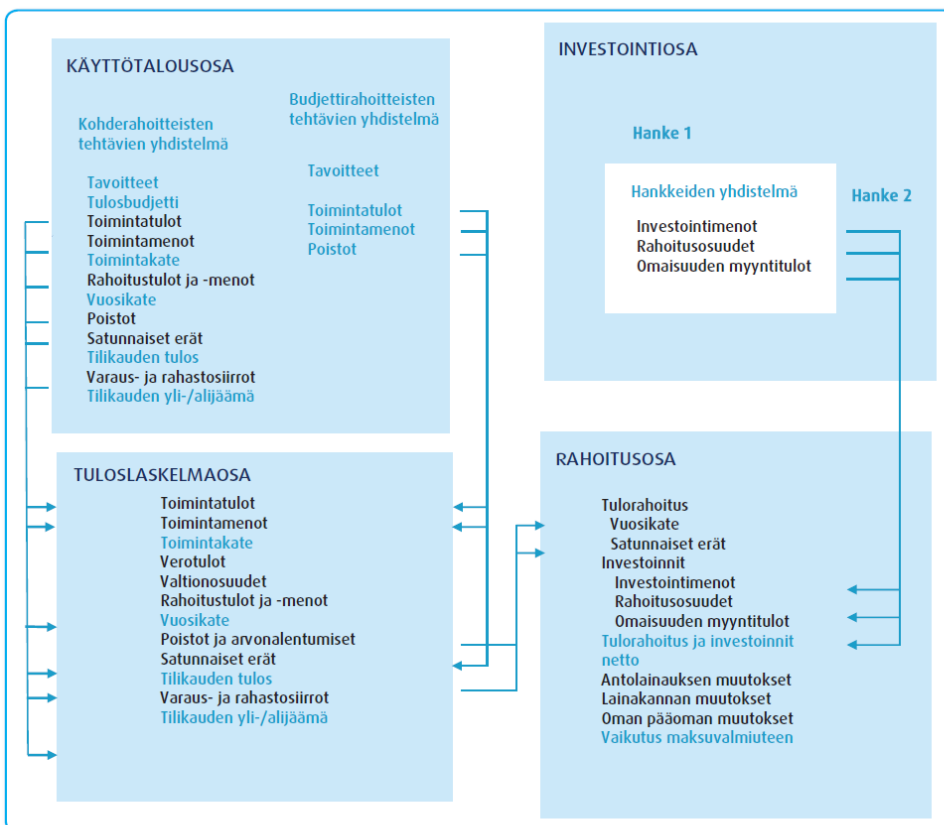 KÄYTTÖTALOUSOSA
Kohderahoitteisten
tehtävien yhdistelmä
Tavoitteet
Tulosbudjetti
Toimintatulot
Toimintamenot
Toimintakate
Rahoitustulot ja -menot
Vuosikate
Poistot
Satunnaiset erät
Tilikauden tulos
Varaus- ja rahastosiirrot
Tilikauden yli-/alijäämä
Budjettirahoitteisten
tehtävien yhdistelmä
Tavoitteet
Toimintatulot
Toimintamenot
Poistot
INVESTOINTIOSA
Hanke 1
Hankkeiden yhdistelmä
Investointimenot
Rahoitusosuudet
Omaisuuden myyntitulot
Hanke 2
TULOSLASKELMAOSA
Toimintatulot
Toimintamenot
Toimintakate
Verotulot
Valtionosuudet
Rahoitustulot ja -menot
Vuosikate
Poistot ja arvonalentumiset
Satunnaiset erät
Tilikauden tulos
Varaus- ja rahastosiirrot
Tilikauden yli-/alijäämä
RAHOITUSOSA
Tulorahoitus
Vuosikate
Satunnaiset erät
Investoinnit
Investointimenot
Rahoitusosuudet
Omaisuuden myyntitulot
Tulorahoitus ja investoinnit
netto
Antolainauksen muutokset
Lainakannan muutokset
Oman pääoman muutokset
Vaikutus maksuvalmiuteen